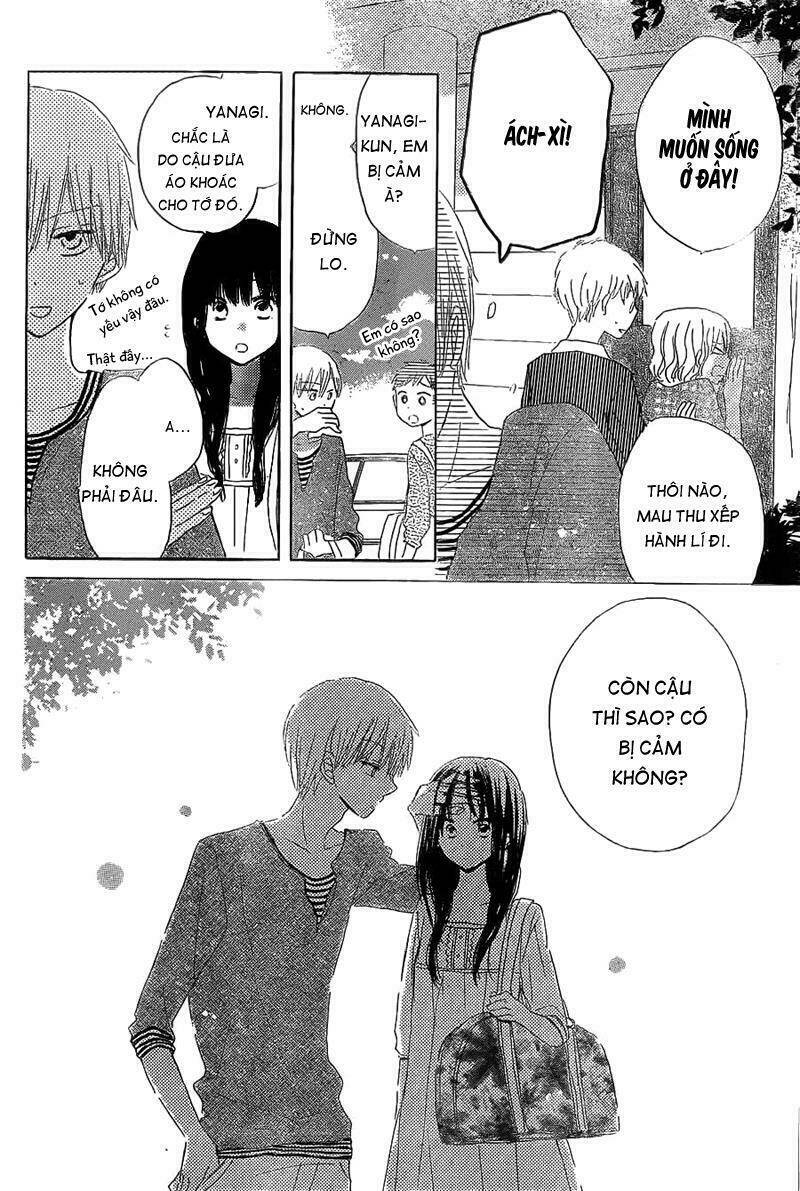 MÌNH
MUỐN SỐNG
Ở ĐÂY!
ÁCH-XÌ!
THÔI NÀO,
MAU THU XẾP
HÀNH LÍ ĐI.
YANAGI-
KUN, EM
BỊ CẢM
À?
KHÔNG.
ĐỪNG
LO.
Em có sao
không?
YANAGI.
CHẮC LÀ
DO CẬU ĐƯA
ÁO KHOÁC
CHO TỚ ĐÓ.
Tớ không có
yếu vậy đâu.
Thật đấy...
A...
KHÔNG
PHẢI ĐÂU.
CÒN CẬU
THÌ SAO? CÓ
BỊ CẢM
KHÔNG?